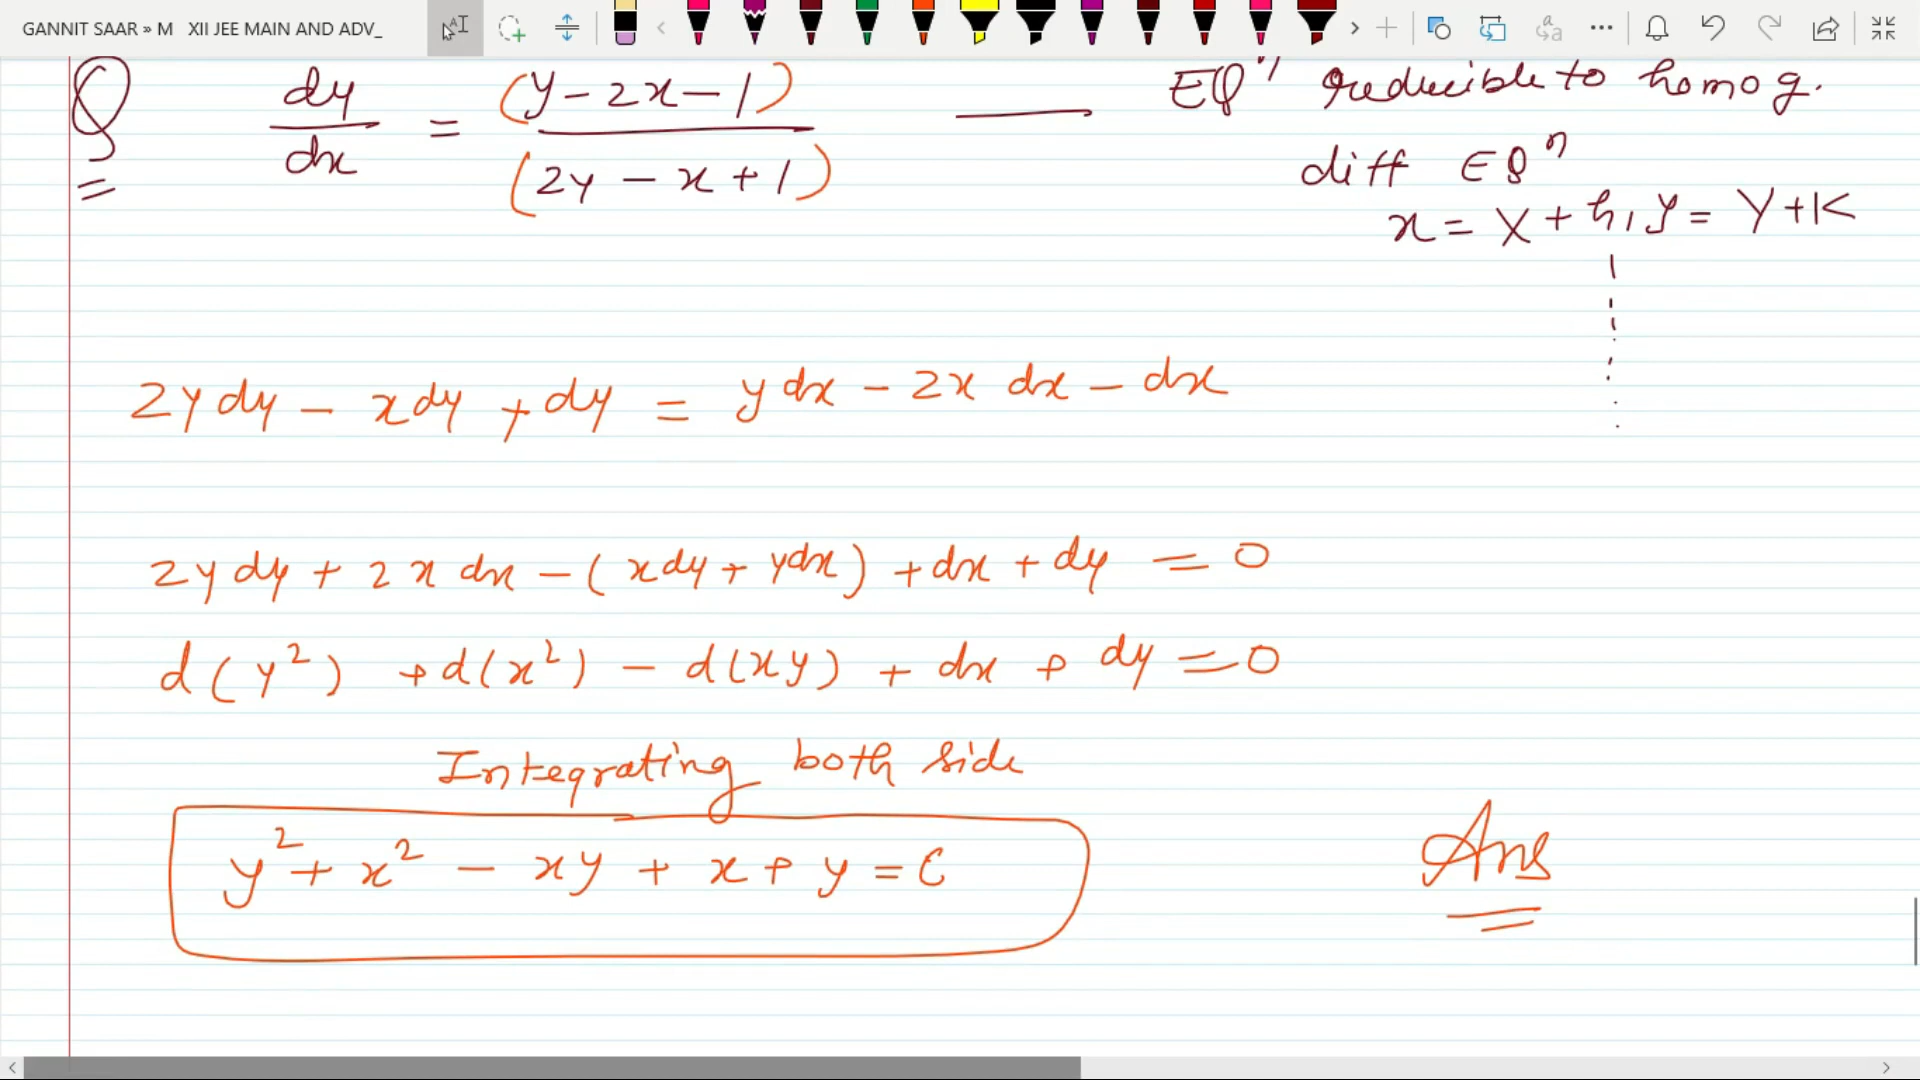 GANNIT SAAR » M XII JEE MAIN AND ADV_
Q dy/dx = (y - 2x - 1)/(2y - x + 1) — EQⁿ reducible to homog.
diff EQⁿ
x = X + h, y = Y + K
2y dy - x dy + dy = y dx - 2x dx - dx
2y dy + 2x dx - (x dy + y dx) + dx + dy = 0
d(y²) + d(x²) - d(xy) + dx + dy = 0
Integrating both side
y² + x² - xy + x + y = C
Ans